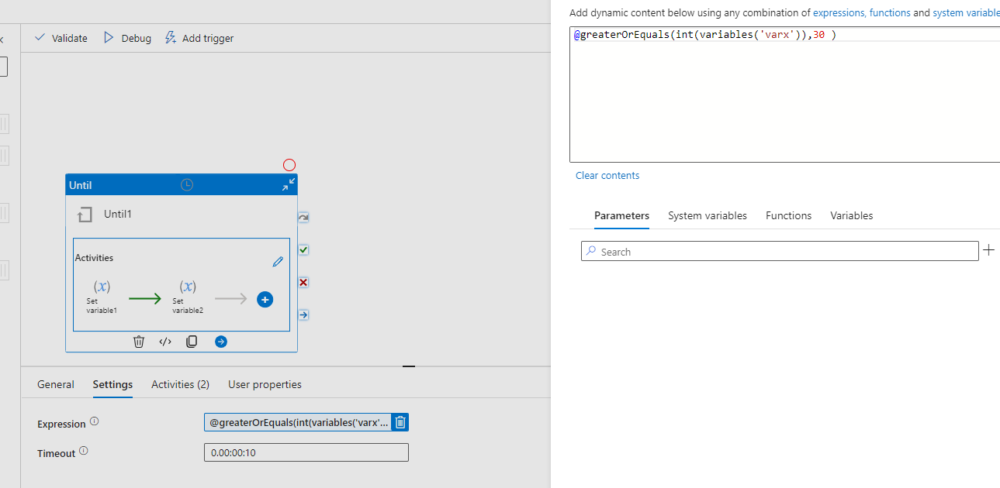 Validate Debug Add trigger
Until
Until1
Activities
(x) (x)
Set Set
variable1 variable2
General Settings Activities (2) User properties
Expression @greaterOrEquals(int(variables('varx'...
Timeout 0.00:00:10
Add dynamic content below using any combination of expressions, functions and system variable
@greaterOrEquals(int(variables('varx')),30 )
Clear contents
Parameters System variables Functions Variables
Search